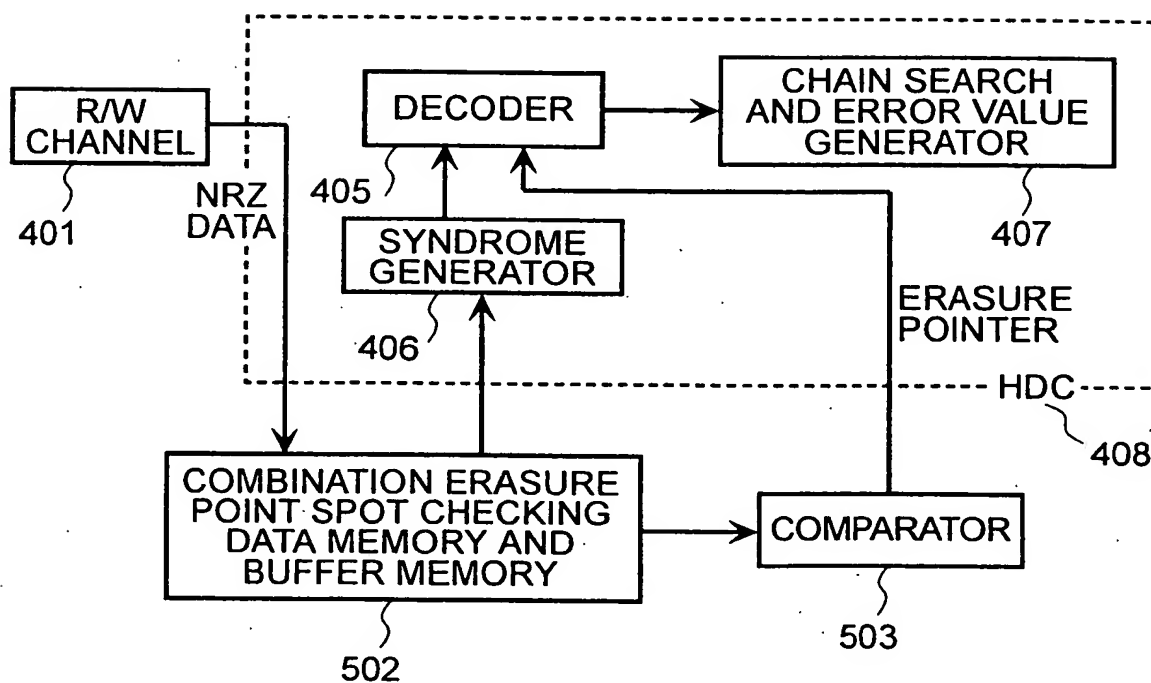 R/W
CHANNEL
401
NRZ
DATA
DECODER
405
CHAIN SEARCH
AND ERROR VALUE
GENERATOR
407
SYNDROME
GENERATOR
406
ERASURE
POINTER
HDC
408
COMBINATION ERASURE
POINT SPOT CHECKING
DATA MEMORY AND
BUFFER MEMORY
502
COMPARATOR
503